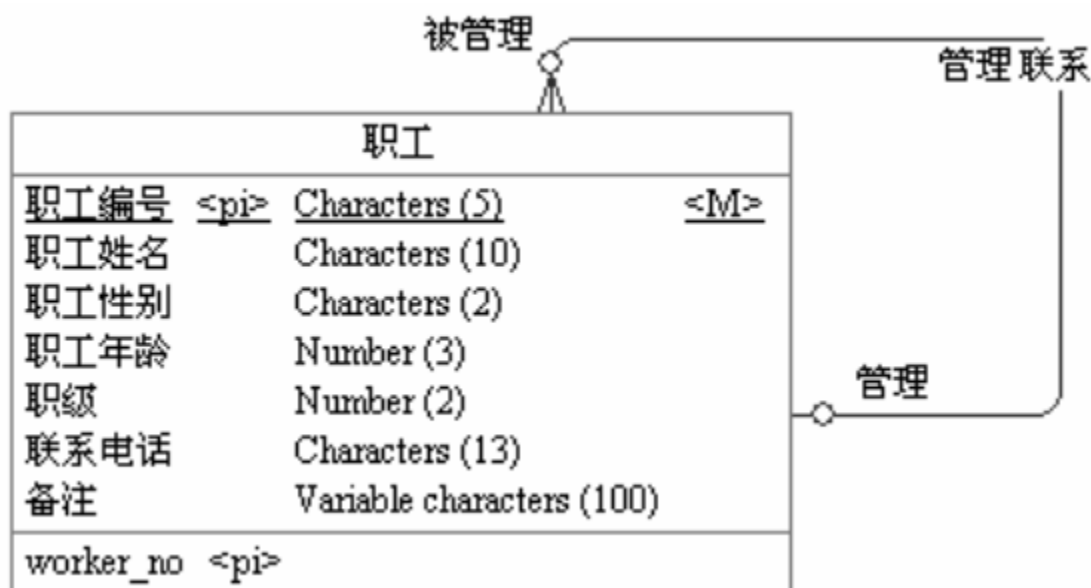 被管理
管理 联系
职工
职工编号 <pi> Characters (5) <M>
职工姓名 Characters (10)
职工性别 Characters (2)
职工年龄 Number (3)
职级 Number (2)
管理
联系电话 Characters (13)
备注 Variable characters (100)
worker_no <pi>